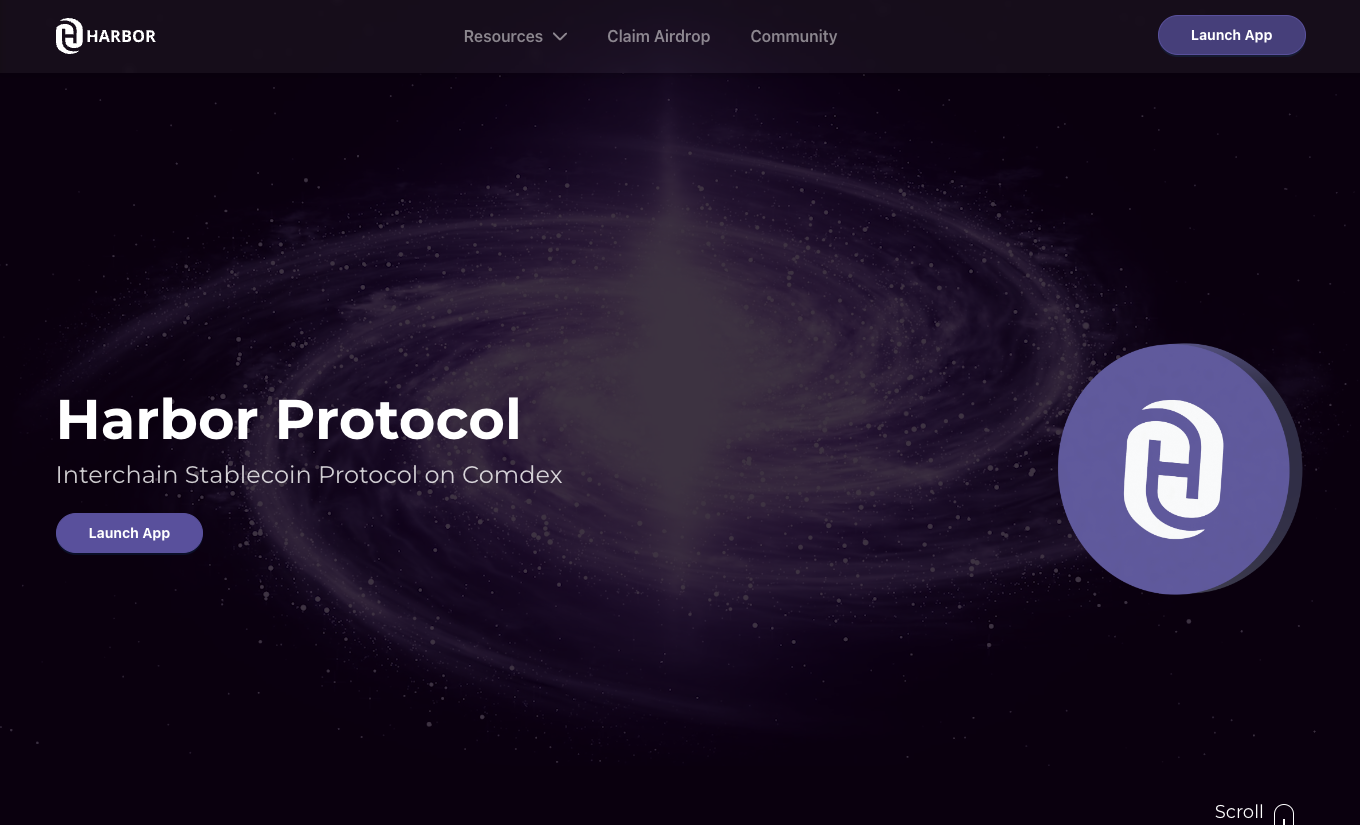 HARBOR
Resources
Claim Airdrop
Community
Launch App
Harbor Protocol
Interchain Stablecoin Protocol on Comdex
Launch App
Scroll